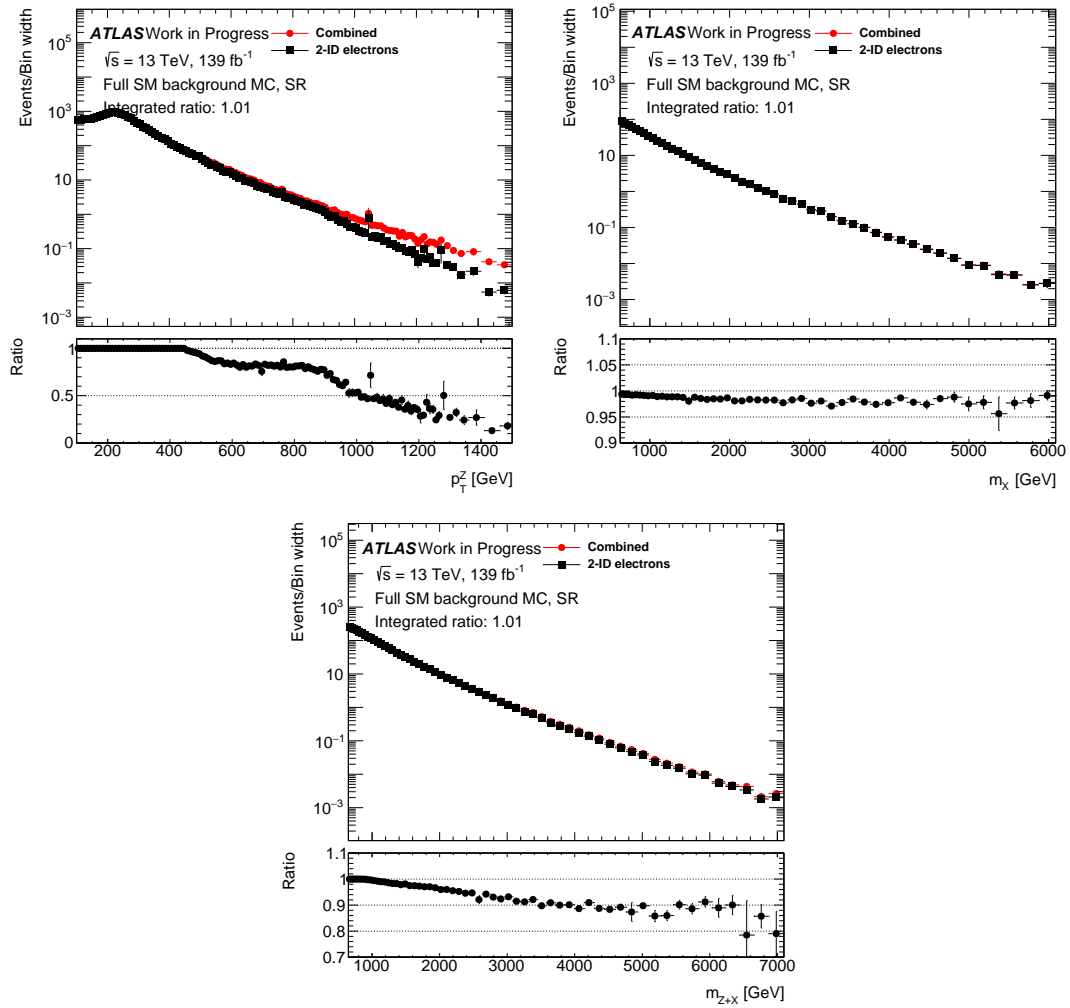 Events/Bin width
10⁵
10³
10
10⁻¹
10⁻³
ATLAS Work in Progress
√s = 13 TeV, 139 fb⁻¹
Full SM background MC, SR
Integrated ratio: 1.01
Combined
2-ID electrons
Ratio
1
0.5
0
200 400 600 800 1000 1200 1400
p_T^Z [GeV]
Events/Bin width
10⁵
10³
10
10⁻¹
10⁻³
ATLAS Work in Progress
√s = 13 TeV, 139 fb⁻¹
Full SM background MC, SR
Integrated ratio: 1.01
Combined
2-ID electrons
Ratio
1.1
1.05
1
0.95
0.9
1000 2000 3000 4000 5000 6000
m_X [GeV]
Events/Bin width
10⁵
10³
10
10⁻¹
10⁻³
ATLAS Work in Progress
√s = 13 TeV, 139 fb⁻¹
Full SM background MC, SR
Integrated ratio: 1.01
Combined
2-ID electrons
Ratio
1.1
1
0.9
0.8
0.7
1000 2000 3000 4000 5000 6000 7000
m_Z+X [GeV]